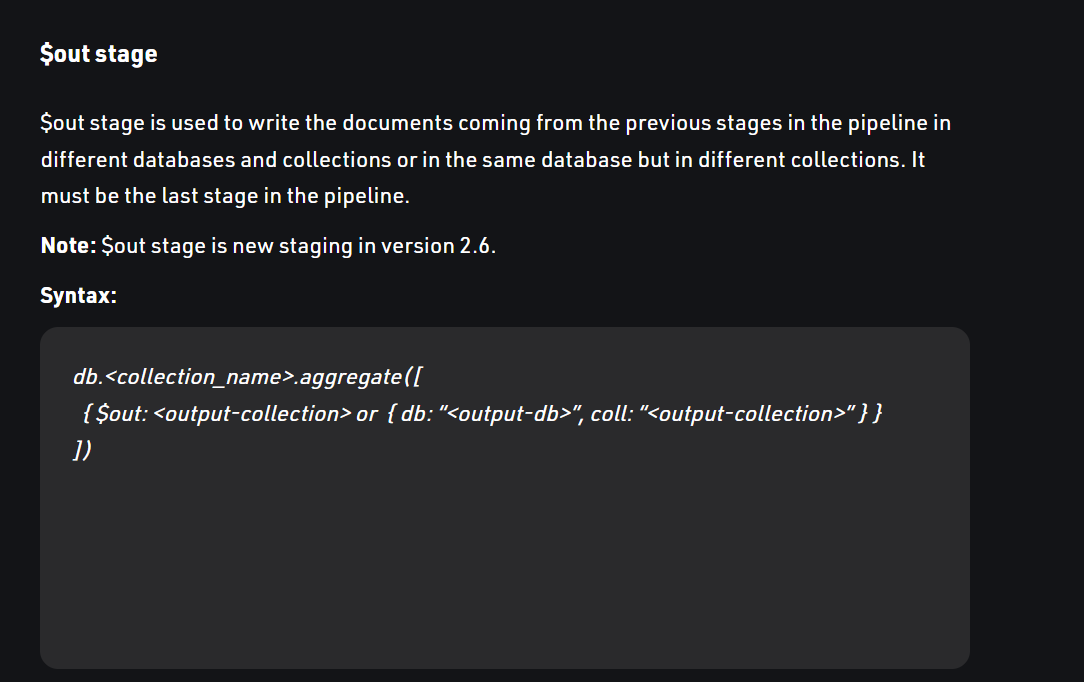 $out stage
$out stage is used to write the documents coming from the previous stages in the pipeline in
different databases and collections or in the same database but in different collections. It
must be the last stage in the pipeline.
Note: $out stage is new staging in version 2.6.
Syntax:
db.<collection_name>.aggregate([
{ $out: <output-collection> or { db: “<output-db>”, coll: “<output-collection>” } }
])